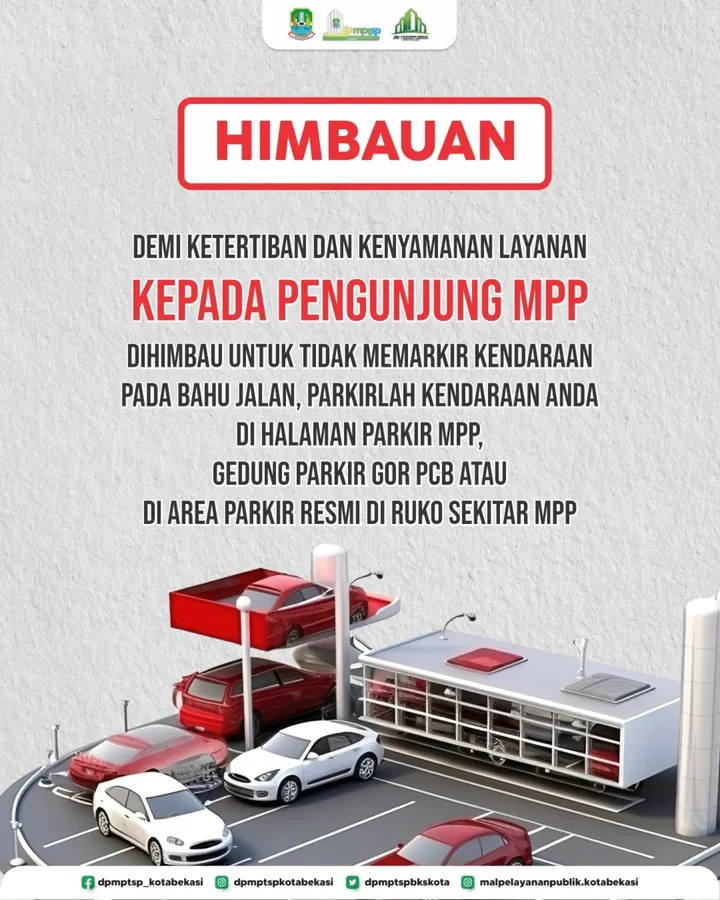 HIMBAUAN
DEMI KETERTIBAN DAN KENYAMANAN LAYANAN
KEPADA PENGUNJUNG MPP
DIHIMBAU UNTUK TIDAK MEMARKIR KENDARAAN
PADA BAHU JALAN, PARKIRLAH KENDARAAN ANDA
DI HALAMAN PARKIR MPP,
GEDUNG PARKIR GOR PCB ATAU
DI AREA PARKIR RESMI DI RUKO SEKITAR MPP
dpmptsp_kotabekasi dpmptspkotabekasi dpmptspbkskota malpelayananpublik.kotabekasi